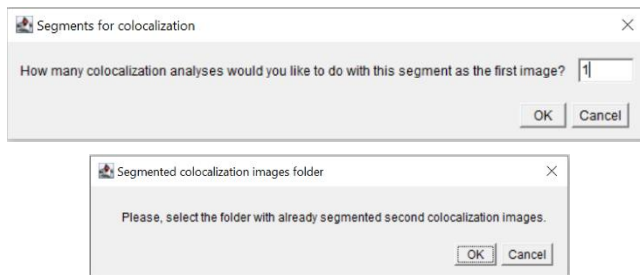 Segments for colocalization
How many colocalization analyses would you like to do with this segment as the first image? 1
OK Cancel
Segmented colocalization images folder
Please, select the folder with already segmented second colocalization images.
OK Cancel